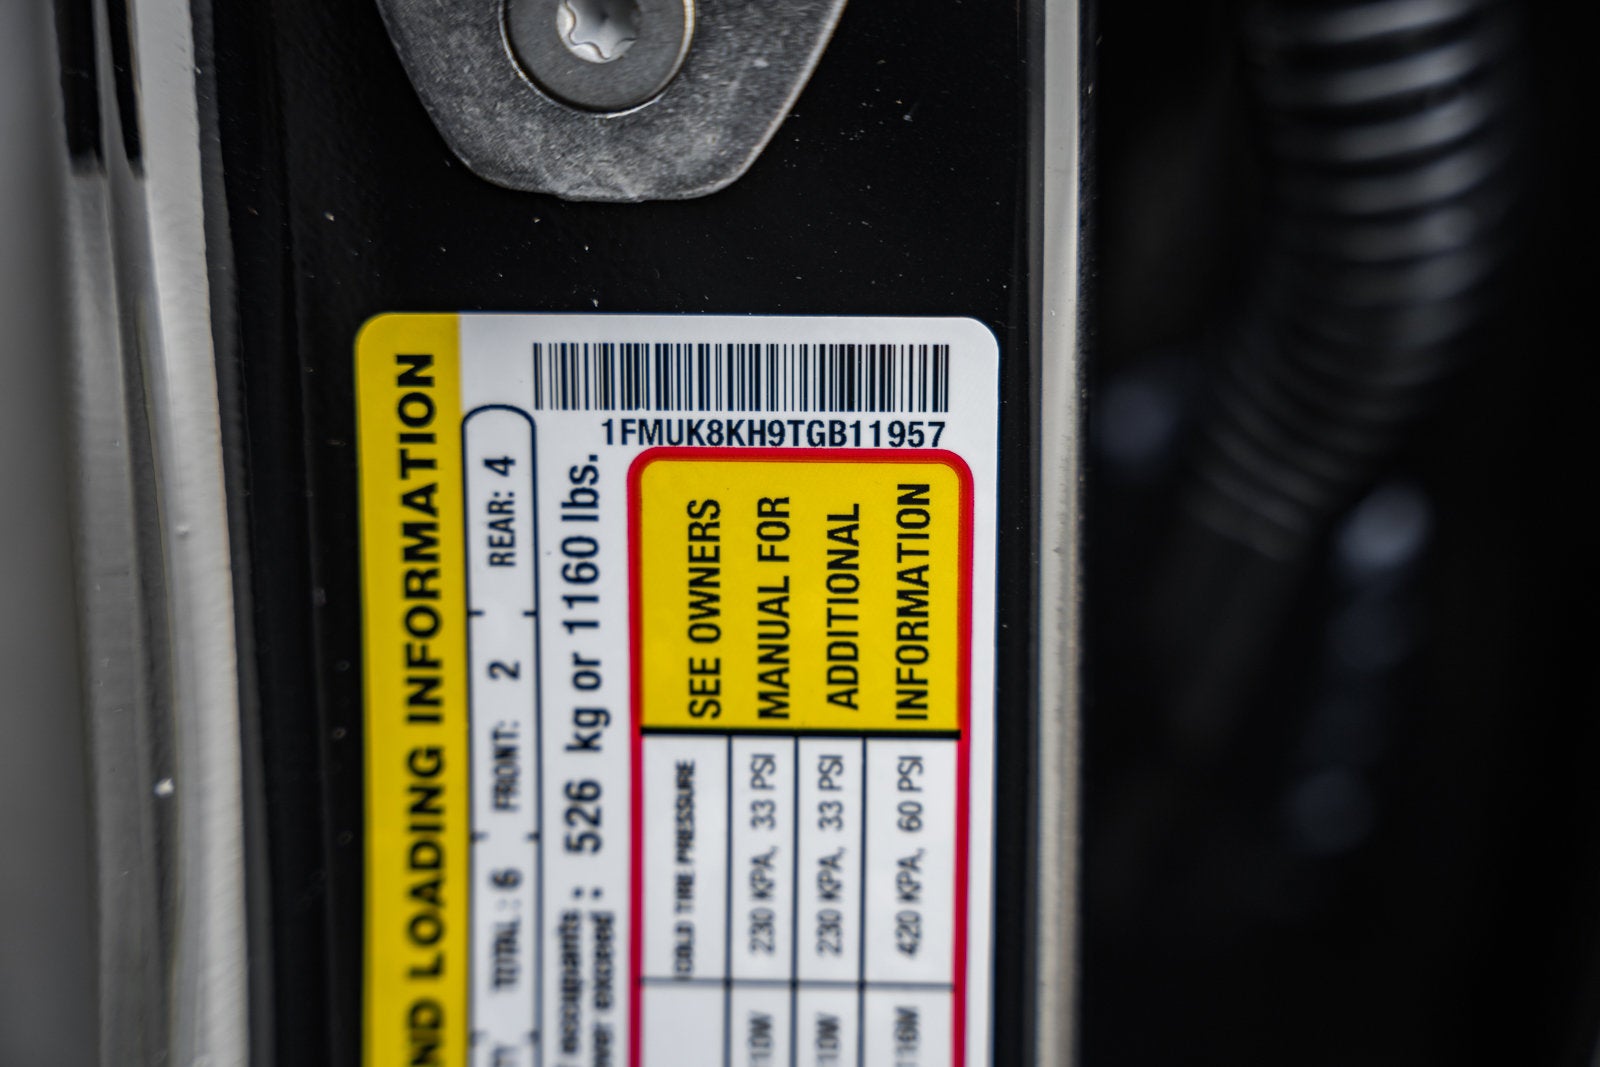 1FMUK8KH9TGB11957
ND LOADING INFORMATION
TOTAL : 6 FRONT: 2 REAR: 4
occupants
exceed : 526 kg or 1160 lbs.
COLD TIRE PRESSURE
230 KPA, 33 PSI
230 KPA, 33 PSI
420 KPA, 60 PSI
SEE OWNERS
MANUAL FOR
ADDITIONAL
INFORMATION